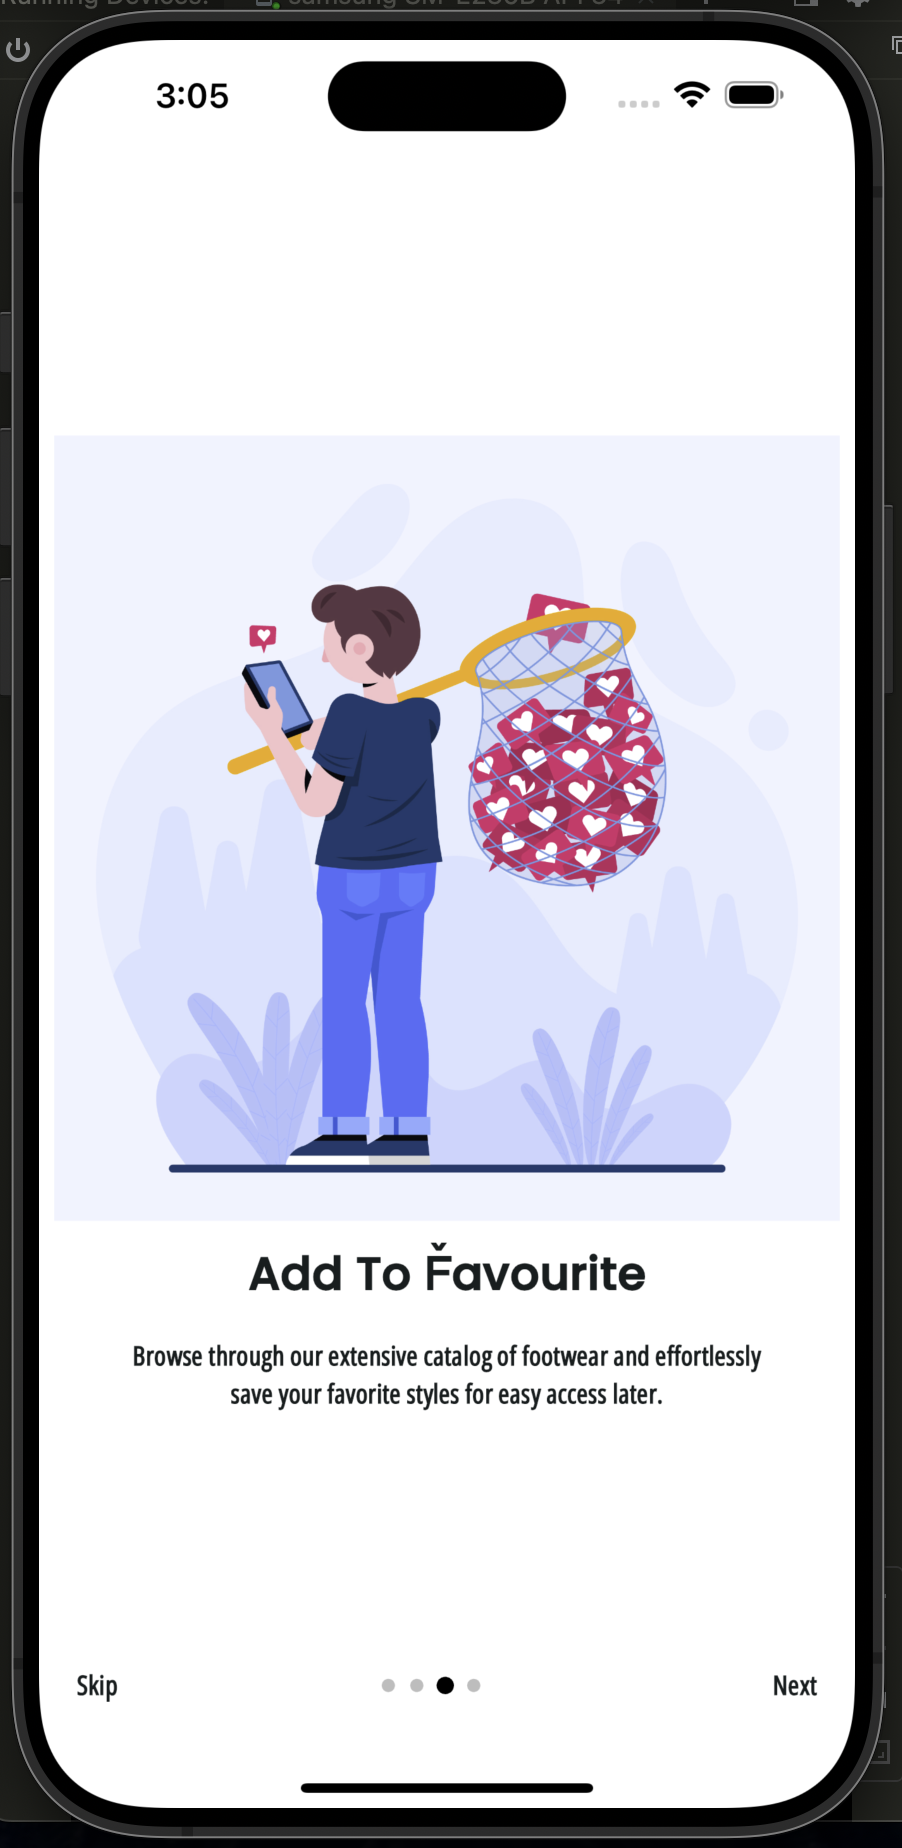 3:05
Add To F̌avourite
Browse through our extensive catalog of footwear and effortlessly
save your favorite styles for easy access later.
Skip
Next